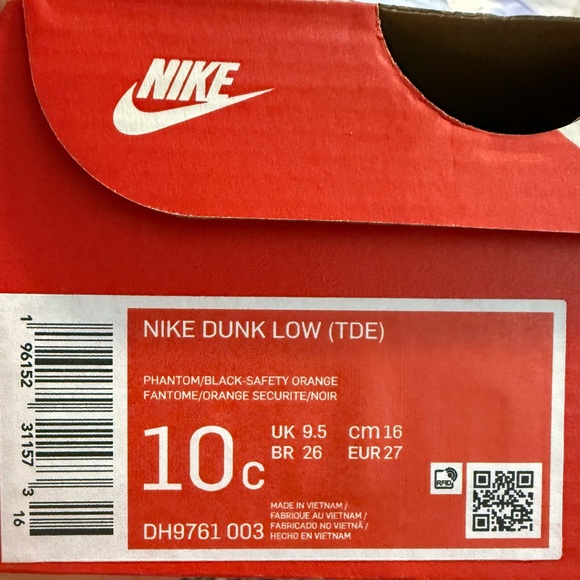 NIKE
NIKE DUNK LOW (TDE)
PHANTOM/BLACK-SAFETY ORANGE
FANTOME/ORANGE SECURITE/NOIR
10C
UK 9.5 cm 16
BR 26 EUR 27
DH9761 003
MADE IN VIETNAM /
FABRIQUE AU VIETNAM /
FABRICADO NO VIETNÃ /
HECHO EN VIETNAM
RFID
1 96152 31157 3 16